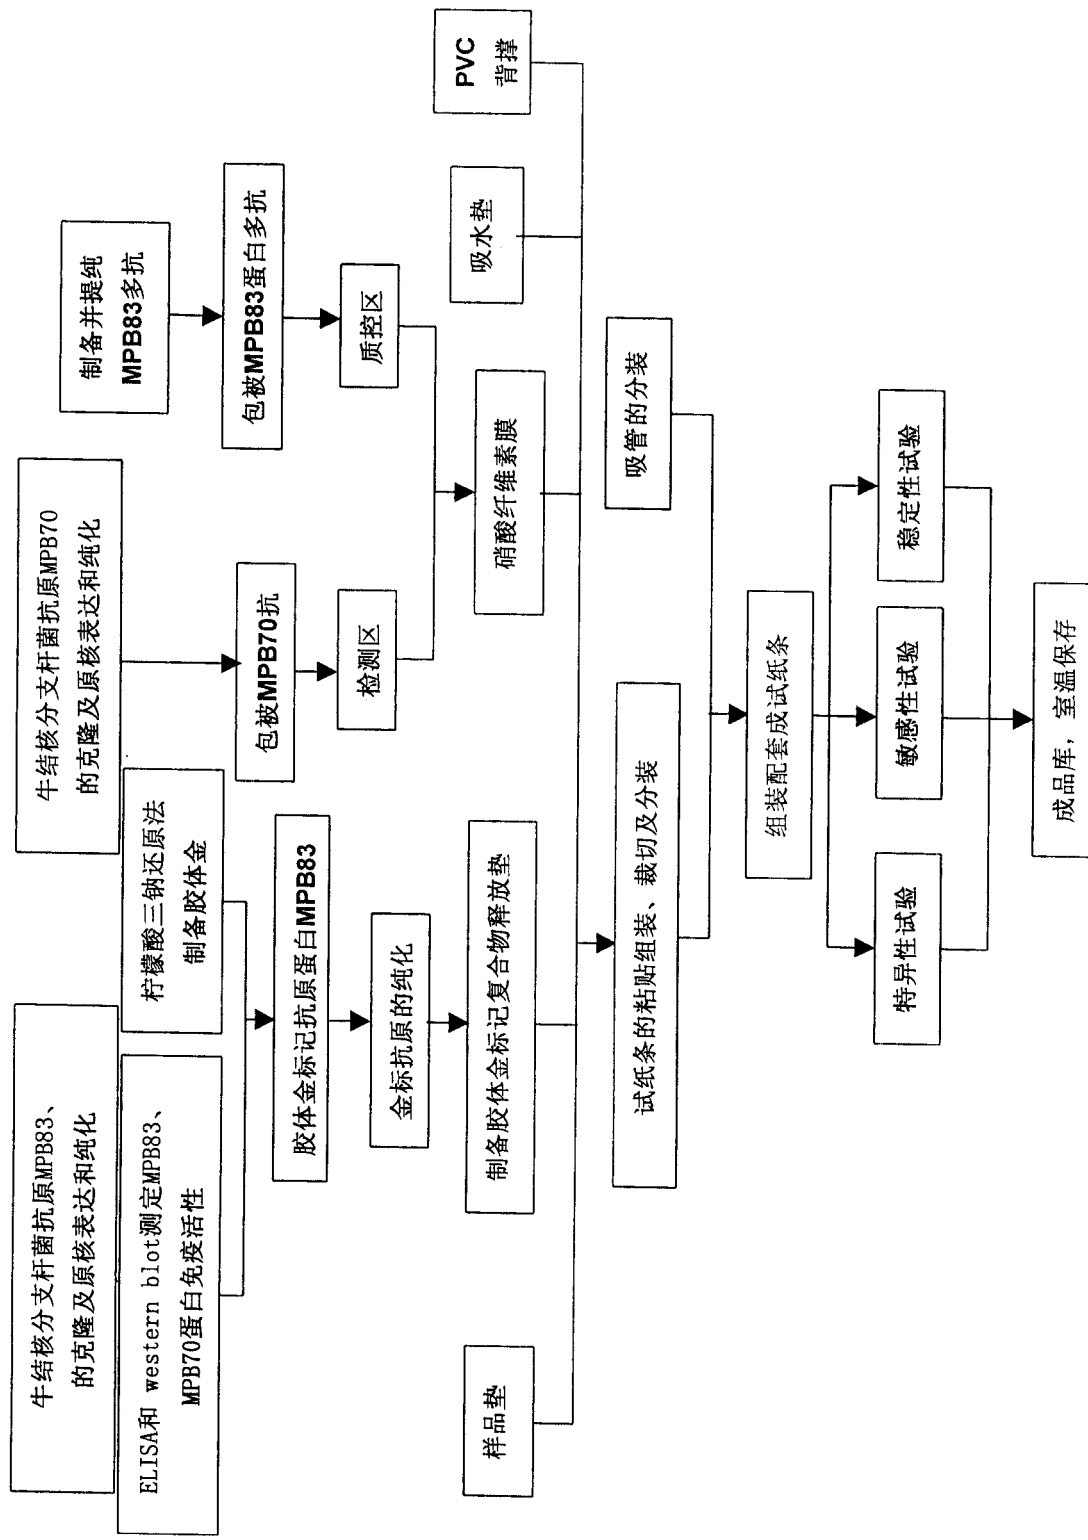 牛结核分支杆菌抗原MPB83、
的克隆及原核表达和纯化
ELISA和 western blot测定MPB83、
MPB70蛋白免疫活性
柠檬酸三钠还原法
制备胶体金
牛结核分支杆菌抗原MPB70
的克隆及原核表达和纯化
制备并提纯
MPB83多抗
胶体金标记抗原蛋白MPB83
包被MPB70抗
包被MPB83蛋白多抗
金标抗原的纯化
检测区
质控区
样品垫
制备胶体金标记复合物释放垫
硝酸纤维素膜
吸水垫
PVC
背撑
试纸条的粘贴组装、裁切及分装
吸管的分装
组装配套成试纸条
特异性试验
敏感性试验
稳定性试验
成品库，室温保存